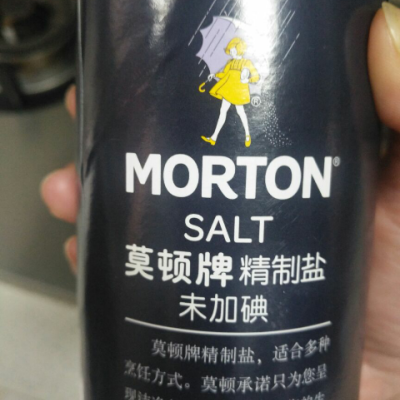 MORTON®
SALT
莫顿牌 精制盐
未加碘
莫顿牌精制盐，适合多种
烹饪方式。莫顿承诺只为您呈